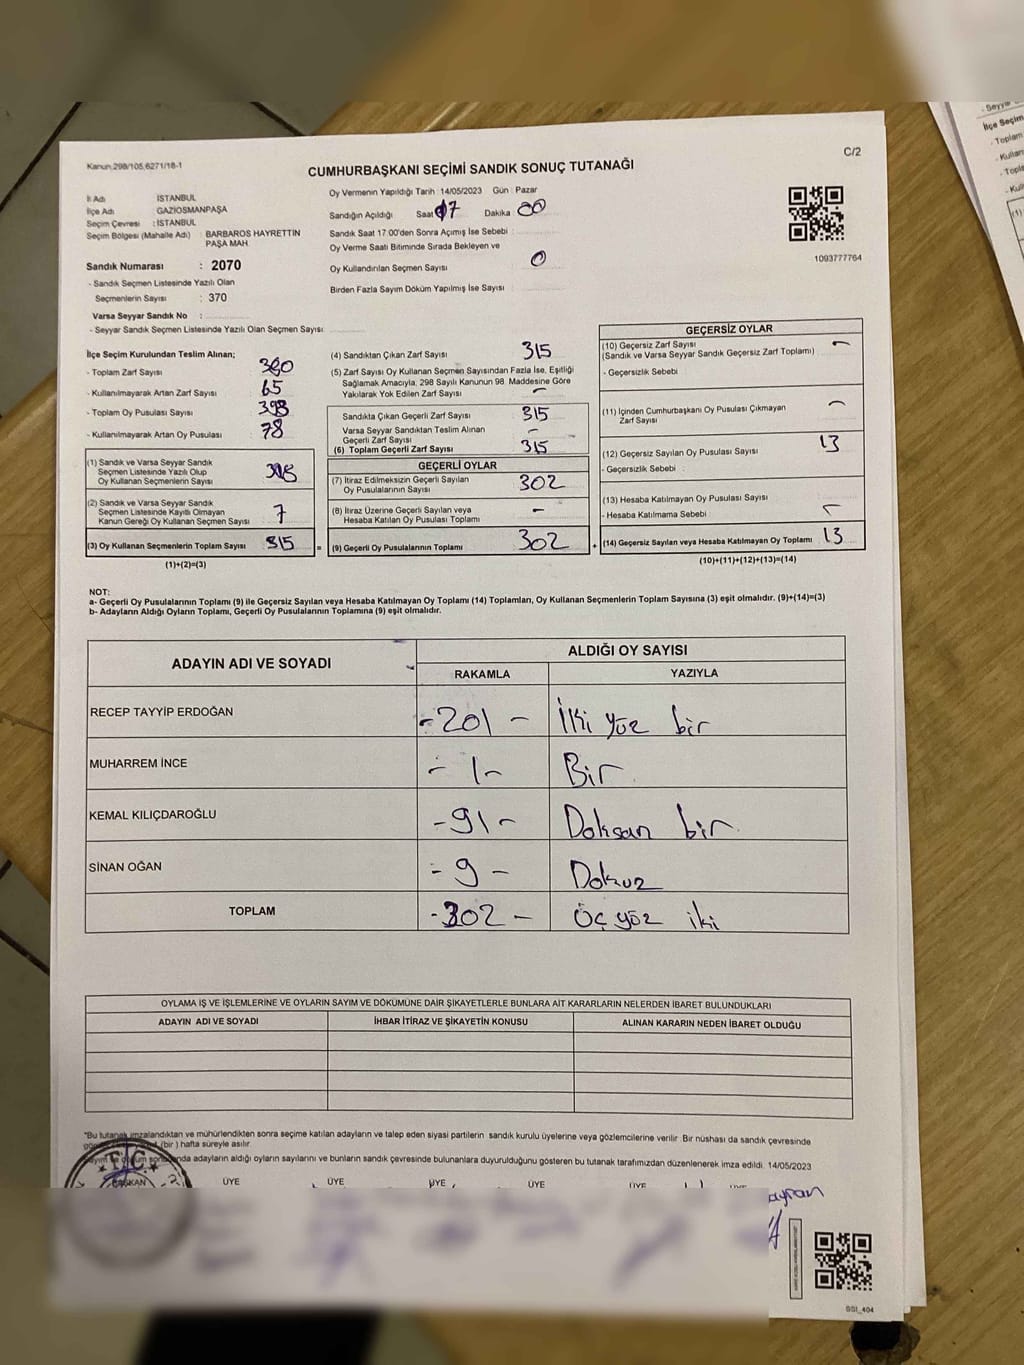 Kanun:298/105,6271/18-1
C/2
CUMHURBAŞKANI SEÇİMİ SANDIK SONUÇ TUTANAĞI
İl Adı : İSTANBUL
İlçe Adı : GAZİOSMANPAŞA
Seçim Çevresi : İSTANBUL
Seçim Bölgesi (Mahalle Adı) : BARBAROS HAYRETTİN
PAŞA MAH.
Sandık Numarası : 2070
- Sandık Seçmen Listesinde Yazılı Olan
Seçmenlerin Sayısı : 370
Varsa Seyyar Sandık No :
- Seyyar Sandık Seçmen Listesinde Yazılı Olan Seçmen Sayısı:
Oy Vermenin Yapıldığı Tarih : 14/05/2023 Gün : Pazar
Sandığın Açıldığı Saat: 17 Dakika: 00
Sandık Saat 17.00'den Sonra Açılmış İse Sebebi :
Oy Verme Saati Bitiminde Sırada Bekleyen ve
Oy Kullandırılan Seçmen Sayısı 0
Birden Fazla Sayım Döküm Yapılmış İse Sayısı :
1093777764
İlçe Seçim Kurulundan Teslim Alınan;
- Toplam Zarf Sayısı 380
- Kullanılmayarak Artan Zarf Sayısı 65
- Toplam Oy Pusulası Sayısı 393
- Kullanılmayarak Artan Oy Pusulası 78
(1) Sandık ve Varsa Seyyar Sandık
Seçmen Listesinde Yazılı Olup
Oy Kullanan Seçmenlerin Sayısı
(2) Sandık ve Varsa Seyyar Sandık
Seçmen Listesinde Kayıtlı Olmayan
Kanun Gereği Oy Kullanan Seçmen Sayısı 7
(3) Oy Kullanan Seçmenlerin Toplam Sayısı 315
(1)+(2)=(3)
(4) Sandıktan Çıkan Zarf Sayısı 315
(5) Zarf Sayısı Oy Kullanan Seçmen Sayısından Fazla İse, Eşitliği
Sağlamak Amacıyla, 298 Sayılı Kanunun 98. Maddesine Göre
Yakılarak Yok Edilen Zarf Sayısı -
Sandıkta Çıkan Geçerli Zarf Sayısı 315
Varsa Seyyar Sandıktan Teslim Alınan
Geçerli Zarf Sayısı -
(6) Toplam Geçerli Zarf Sayısı 315
GEÇERLİ OYLAR
(7) İtiraz Edilmeksizin Geçerli Sayılan
Oy Pusulalarının Sayısı 302
(8) İtiraz Üzerine Geçerli Sayılan veya
Hesaba Katılan Oy Pusulası Toplamı -
= (9) Geçerli Oy Pusulalarının Toplamı 302
GEÇERSİZ OYLAR
(10) Geçersiz Zarf Sayısı -
(Sandık ve Varsa Seyyar Sandık Geçersiz Zarf Toplamı)
- Geçersizlik Sebebi
(11) İçinden Cumhurbaşkanı Oy Pusulası Çıkmayan -
Zarf Sayısı
(12) Geçersiz Sayılan Oy Pusulası Sayısı 13
-Geçersizlik Sebebi :
(13) Hesaba Katılmayan Oy Pusulası Sayısı
- Hesaba Katılmama Sebebi : -
+ (14) Geçersiz Sayılan veya Hesaba Katılmayan Oy Toplamı 13
(10)+(11)+(12)+(13)=(14)
NOT:
a- Geçerli Oy Pusulalarının Toplamı (9) ile Geçersiz Sayılan veya Hesaba Katılmayan Oy Toplamı (14) Toplamları, Oy Kullanan Seçmenlerin Toplam Sayısına (3) eşit olmalıdır. (9)+(14)=(3)
b- Adayların Aldığı Oyların Toplamı, Geçerli Oy Pusulalarının Toplamına (9) eşit olmalıdır.
ADAYIN ADI VE SOYADI
ALDIĞI OY SAYISI
RAKAMLA YAZIYLA
RECEP TAYYİP ERDOĞAN -201- İki yüz bir
MUHARREM İNCE -1- Bir
KEMAL KILIÇDAROĞLU -91- Doksan bir
SİNAN OĞAN -9- Dokuz
TOPLAM -302- Üç yüz iki
OYLAMA İŞ VE İŞLEMLERİNE VE OYLARIN SAYIM VE DÖKÜMÜNE DAİR ŞİKAYETLERLE BUNLARA AİT KARARLARIN NELERDEN İBARET BULUNDUKLARI
ADAYIN ADI VE SOYADI İHBAR İTİRAZ VE ŞİKAYETİN KONUSU ALINAN KARARIN NEDEN İBARET OLDUĞU
*Bu tutanak imzalandıktan ve mühürlendikten sonra seçime katılan adayların ve talep eden siyasi partilerin sandık kurulu üyelerine veya gözlemcilerine verilir. Bir nüshası da sandık çevresinde
(bir ) hafta süreyle asılır.
adayların aldığı oyların sayılarını ve bunların sandık çevresinde bulunanlara duyurulduğunu gösteren bu tutanak tarafımızdan düzenlenerek imza edildi. 14/05/2023
T.C.
BAŞKAN ÜYE ÜYE ÜYE ÜYE ÜYE
SSI_404